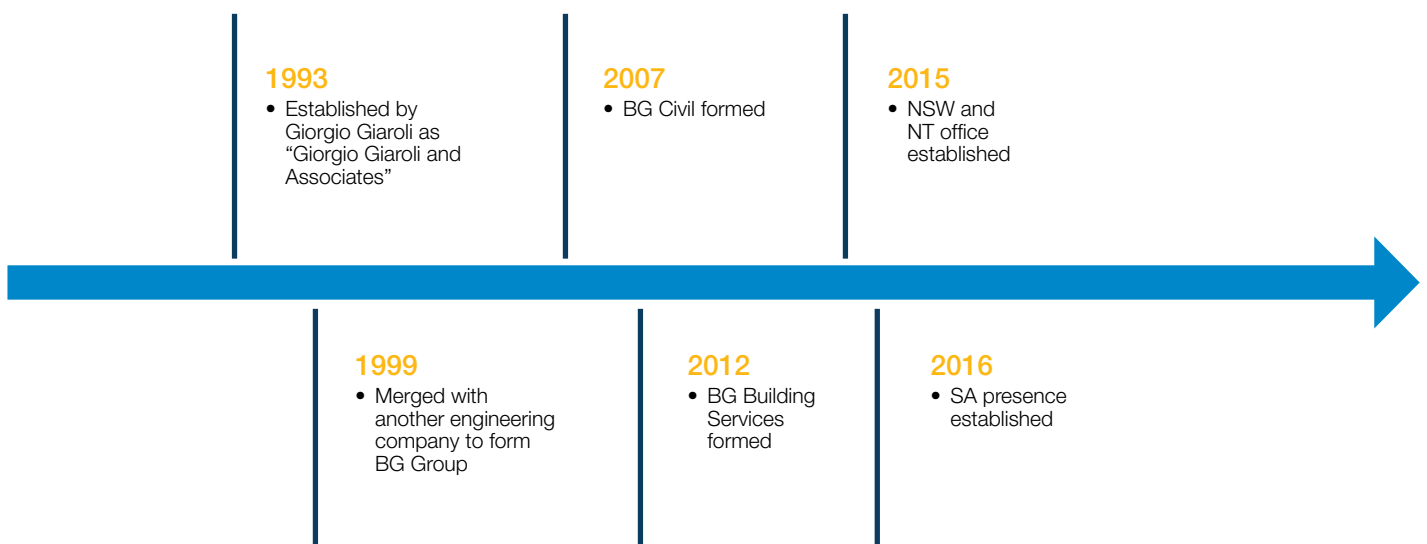 1993
• Established by
Giorgio Giaroli as
“Giorgio Giaroli and
Associates”
2007
• BG Civil formed
2015
• NSW and
NT office
established
1999
• Merged with
another engineering
company to form
BG Group
2012
• BG Building
Services
formed
2016
• SA presence
established